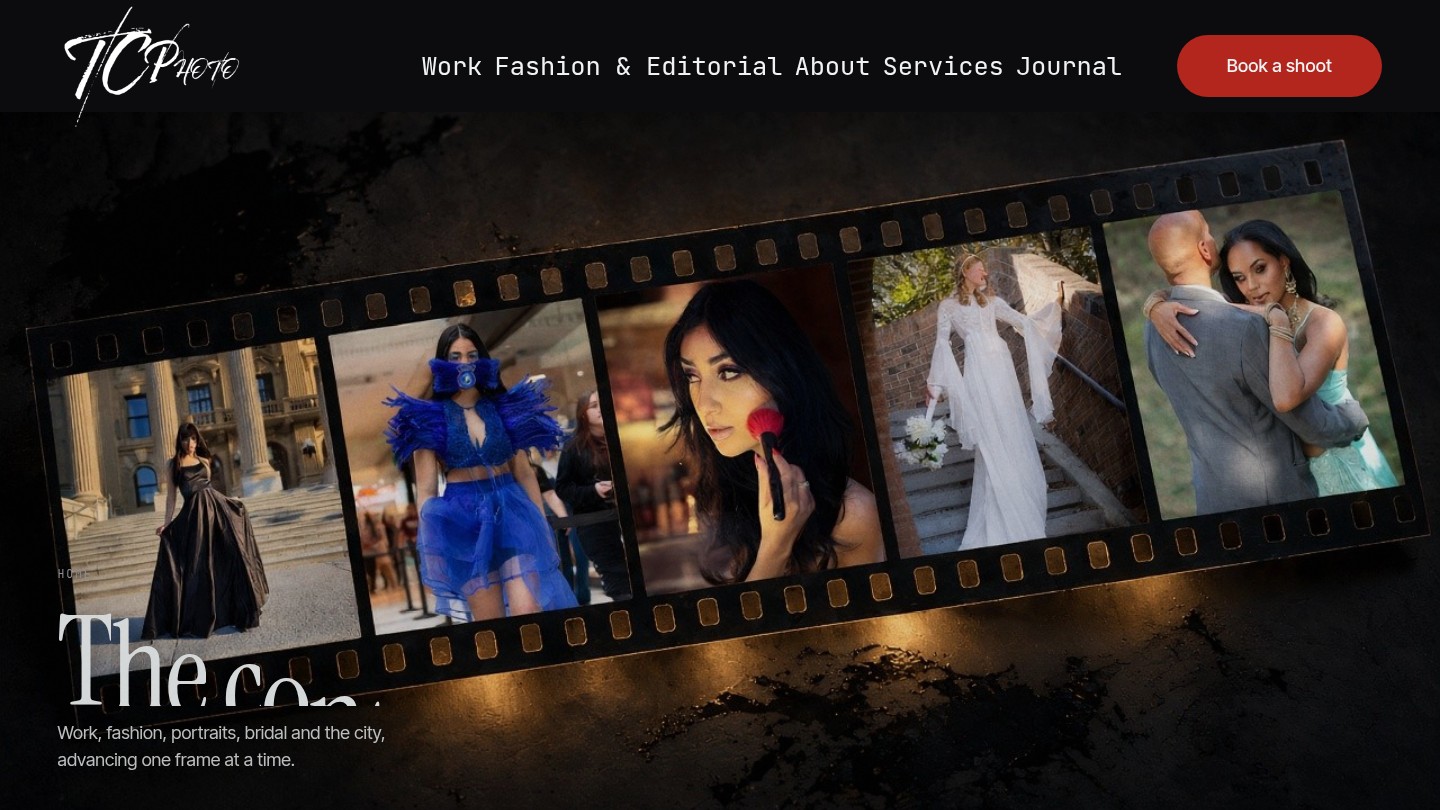 TCPhoto
Work Fashion & Editorial About Services Journal
Book a shoot
The
Work, fashion, portraits, bridal and the city,
advancing one frame at a time.